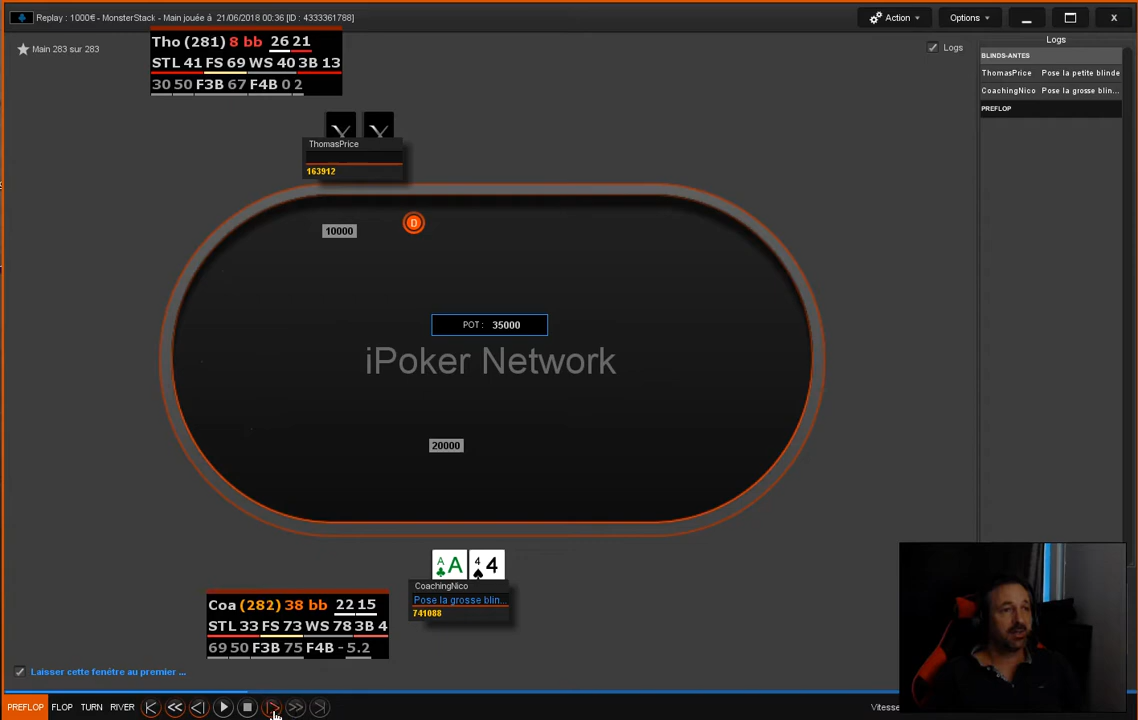 Replay : 1000€ - MonsterStack - Main jouée á 21/06/2018 00:36 [ID : 4333361788]
Action
Options
X
Main 283 sur 283
Tho (281) 8 bb 26 21
STL 41 FS 69 WS 40 3B 13
30 50 F3B 67 F4B 0 2
Logs
Logs
BLINDS-ANTES
ThomasPrice Pose la petite blinde
CoachingNico Pose la grosse blin...
PREFLOP
ThomasPrice
163912
10000
D
POT : 35000
iPoker Network
20000
A A 4 4
CoachingNico
Pose la grosse blin...
741088
Coa (282) 38 bb 22 15
STL 33 FS 73 WS 78 3B 4
69 50 F3B 75 F4B - 5.2
Laisser cette fenêtre au premier ...
PREFLOP FLOP TURN RIVER
Vitesse